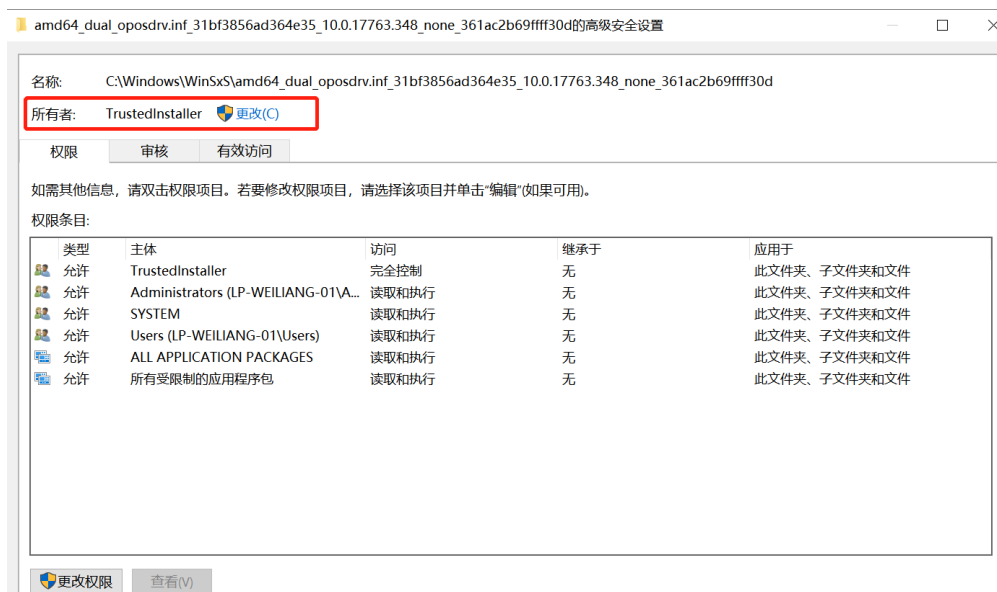 amd64_dual_oposdrv.inf_31bf3856ad364e35_10.0.17763.348_none_361ac2b69ffff30d的高级安全设置
名称: C:\Windows\WinSxS\amd64_dual_oposdrv.inf_31bf3856ad364e35_10.0.17763.348_none_361ac2b69ffff30d
所有者: TrustedInstaller 更改(C)
权限 审核 有效访问
如需其他信息，请双击权限项目。若要修改权限项目，请选择该项目并单击“编辑”(如果可用)。
权限条目:
类型 主体 访问 继承于 应用于
允许 TrustedInstaller 完全控制 无 此文件夹、子文件夹和文件
允许 Administrators (LP-WEILIANG-01\A... 读取和执行 无 此文件夹、子文件夹和文件
允许 SYSTEM 读取和执行 无 此文件夹、子文件夹和文件
允许 Users (LP-WEILIANG-01\Users) 读取和执行 无 此文件夹、子文件夹和文件
允许 ALL APPLICATION PACKAGES 读取和执行 无 此文件夹、子文件夹和文件
允许 所有受限制的应用程序包 读取和执行 无 此文件夹、子文件夹和文件
更改权限 查看(V)